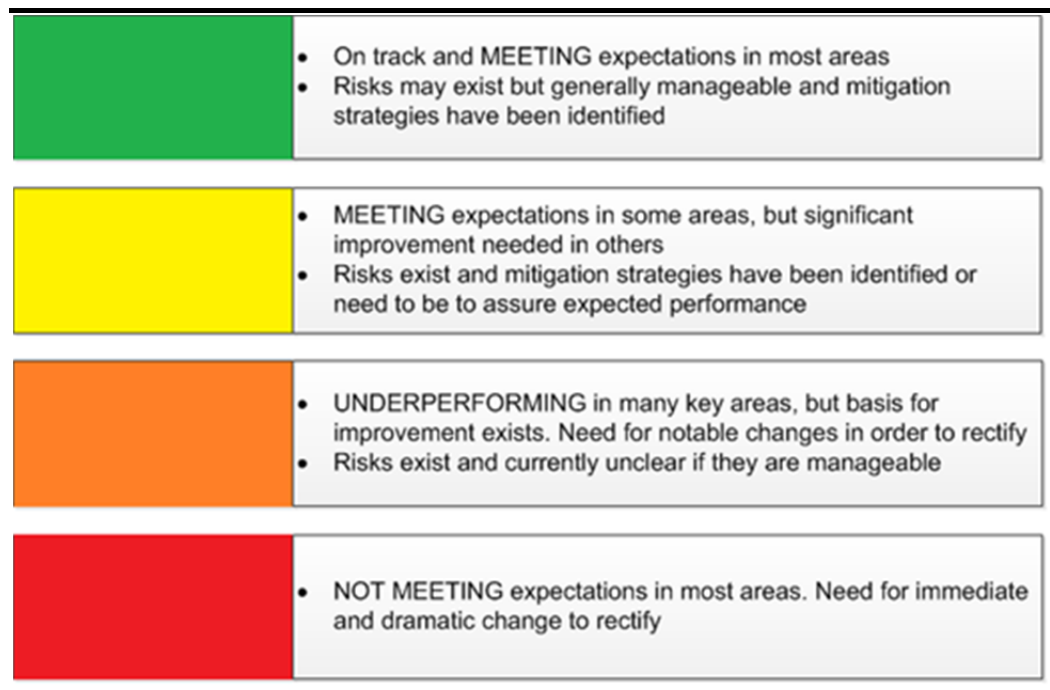 • On track and MEETING expectations in most areas
• Risks may exist but generally manageable and mitigation
strategies have been identified
• MEETING expectations in some areas, but significant
improvement needed in others
• Risks exist and mitigation strategies have been identified or
need to be to assure expected performance
• UNDERPERFORMING in many key areas, but basis for
improvement exists. Need for notable changes in order to rectify
• Risks exist and currently unclear if they are manageable
• NOT MEETING expectations in most areas. Need for immediate
and dramatic change to rectify